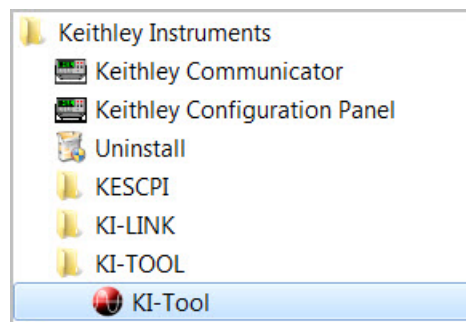 Keithley Instruments
Keithley Communicator
Keithley Configuration Panel
Uninstall
KESCPI
KI-LINK
KI-TOOL
KI-Tool